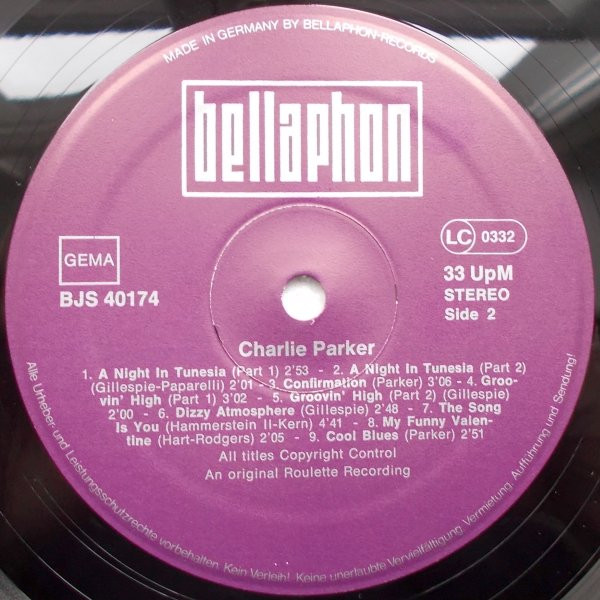 MADE IN GERMANY BY BELLAPHON-RECORDS
bellaphon
GEMA
BJS 40174
LC 0332
33 UpM
STEREO
Side 2
Charlie Parker
1. A Night In Tunesia (Part 1) 2'53 - 2. A Night In Tunesia (Part 2)
(Gillespie-Paparelli) 2'01 - 3. Confirmation (Parker) 3'06 - 4. Groo-
vin' High (Part 1) 3'02 - 5. Groovin' High (Part 2) (Gillespie)
2'00 - 6. Dizzy Atmosphere (Gillespie) 2'48 - 7. The Song
Is You (Hammerstein II-Kern) 4'41 - 8. My Funny Valen-
tine (Hart-Rodgers) 2'05 - 9. Cool Blues (Parker) 2'51
All titles Copyright Control
An original Roulette Recording
Alle Urheber- und Leistungsschutzrechte vorbehalten. Kein Verleih! Keine unerlaubte Vervielfältigung, Vermietung, Aufführung und Sendung!